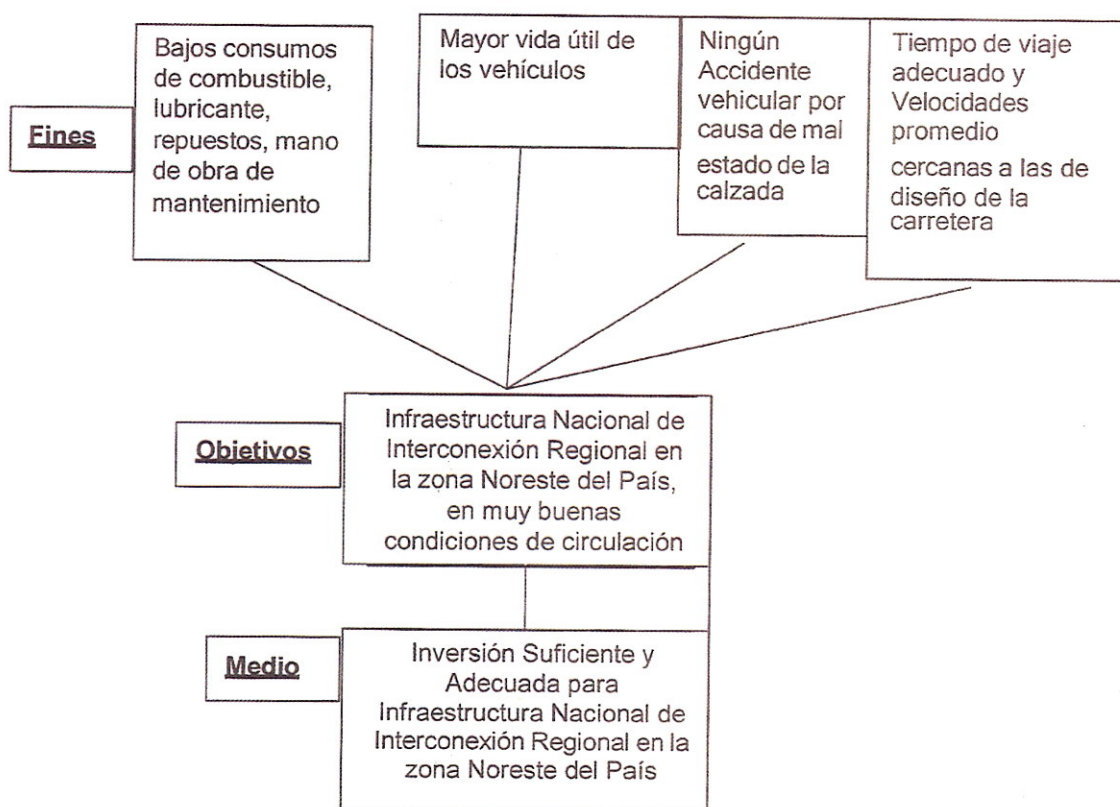 Fines
Bajos consumos
de combustible,
lubricante,
repuestos, mano
de obra de
mantenimiento
Mayor vida útil de
los vehículos
Ningún
Accidente
vehicular por
causa de mal
estado de la
calzada
Tiempo de viaje
adecuado y
Velocidades
promedio
cercanas a las de
diseño de la
carretera
Objetivos
Infraestructura Nacional de
Interconexión Regional en
la zona Noreste del País,
en muy buenas
condiciones de circulación
Medio
Inversión Suficiente y
Adecuada para
Infraestructura Nacional de
Interconexión Regional en la
zona Noreste del País